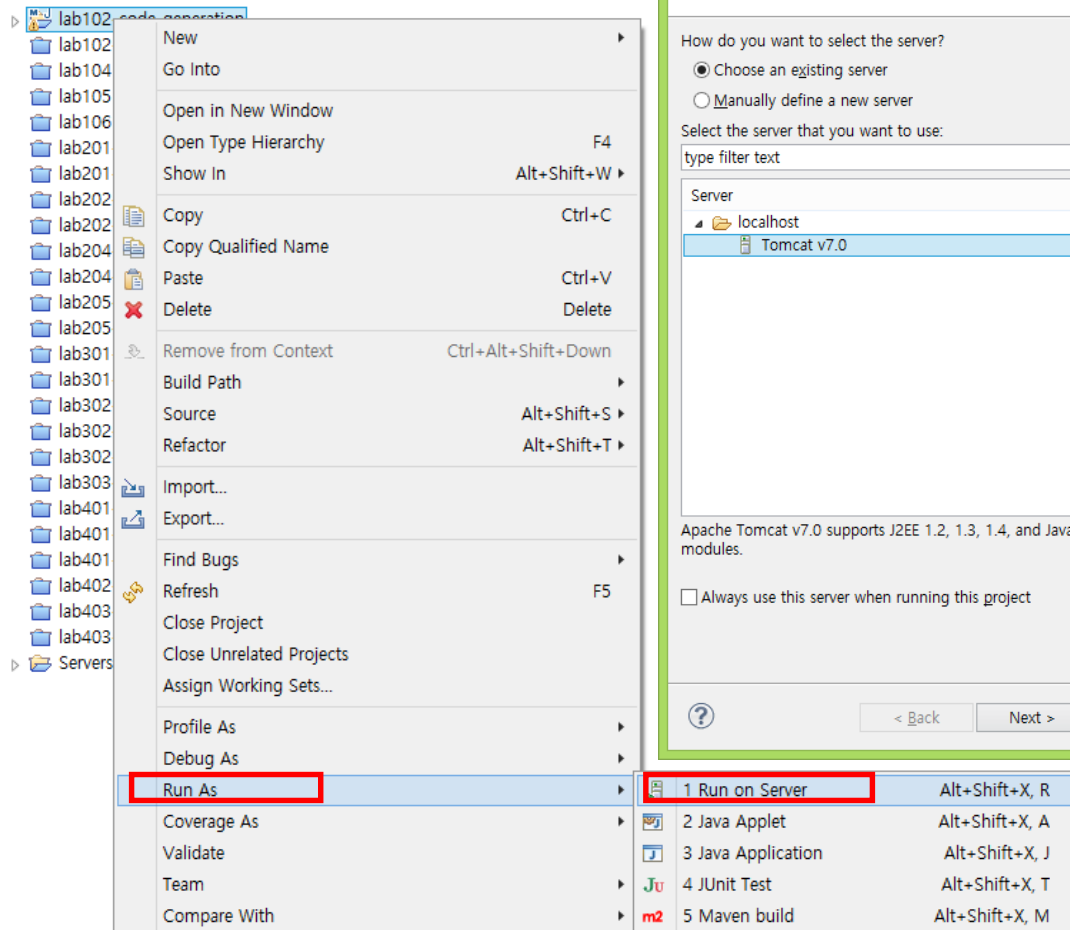 lab102-code-generation
lab102
lab104
lab105
lab106
lab201
lab201
lab202
lab202
lab204
lab204
lab205
lab205
lab301
lab301
lab302
lab302
lab302
lab303
lab401
lab401
lab401
lab402
lab403
lab403
Servers
New
Go Into
Open in New Window
Open Type Hierarchy F4
Show In Alt+Shift+W
Copy Ctrl+C
Copy Qualified Name
Paste Ctrl+V
Delete Delete
Remove from Context Ctrl+Alt+Shift+Down
Build Path
Source Alt+Shift+S
Refactor Alt+Shift+T
Import...
Export...
Find Bugs
Refresh F5
Close Project
Close Unrelated Projects
Assign Working Sets...
Profile As
Debug As
Run As
Coverage As
Validate
Team
Compare With
How do you want to select the server?
Choose an existing server
Manually define a new server
Select the server that you want to use:
type filter text
Server
localhost
Tomcat v7.0
Apache Tomcat v7.0 supports J2EE 1.2, 1.3, 1.4, and Java
modules.
Always use this server when running this project
< Back Next >
1 Run on Server Alt+Shift+X, R
2 Java Applet Alt+Shift+X, A
3 Java Application Alt+Shift+X, J
Ju 4 JUnit Test Alt+Shift+X, T
m2 5 Maven build Alt+Shift+X, M